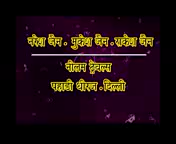 नरेश जैन . मुकेश जैन . राकेश जैन
नीलम ट्रेवल्स
पहाडी धीरज . दिल्ली